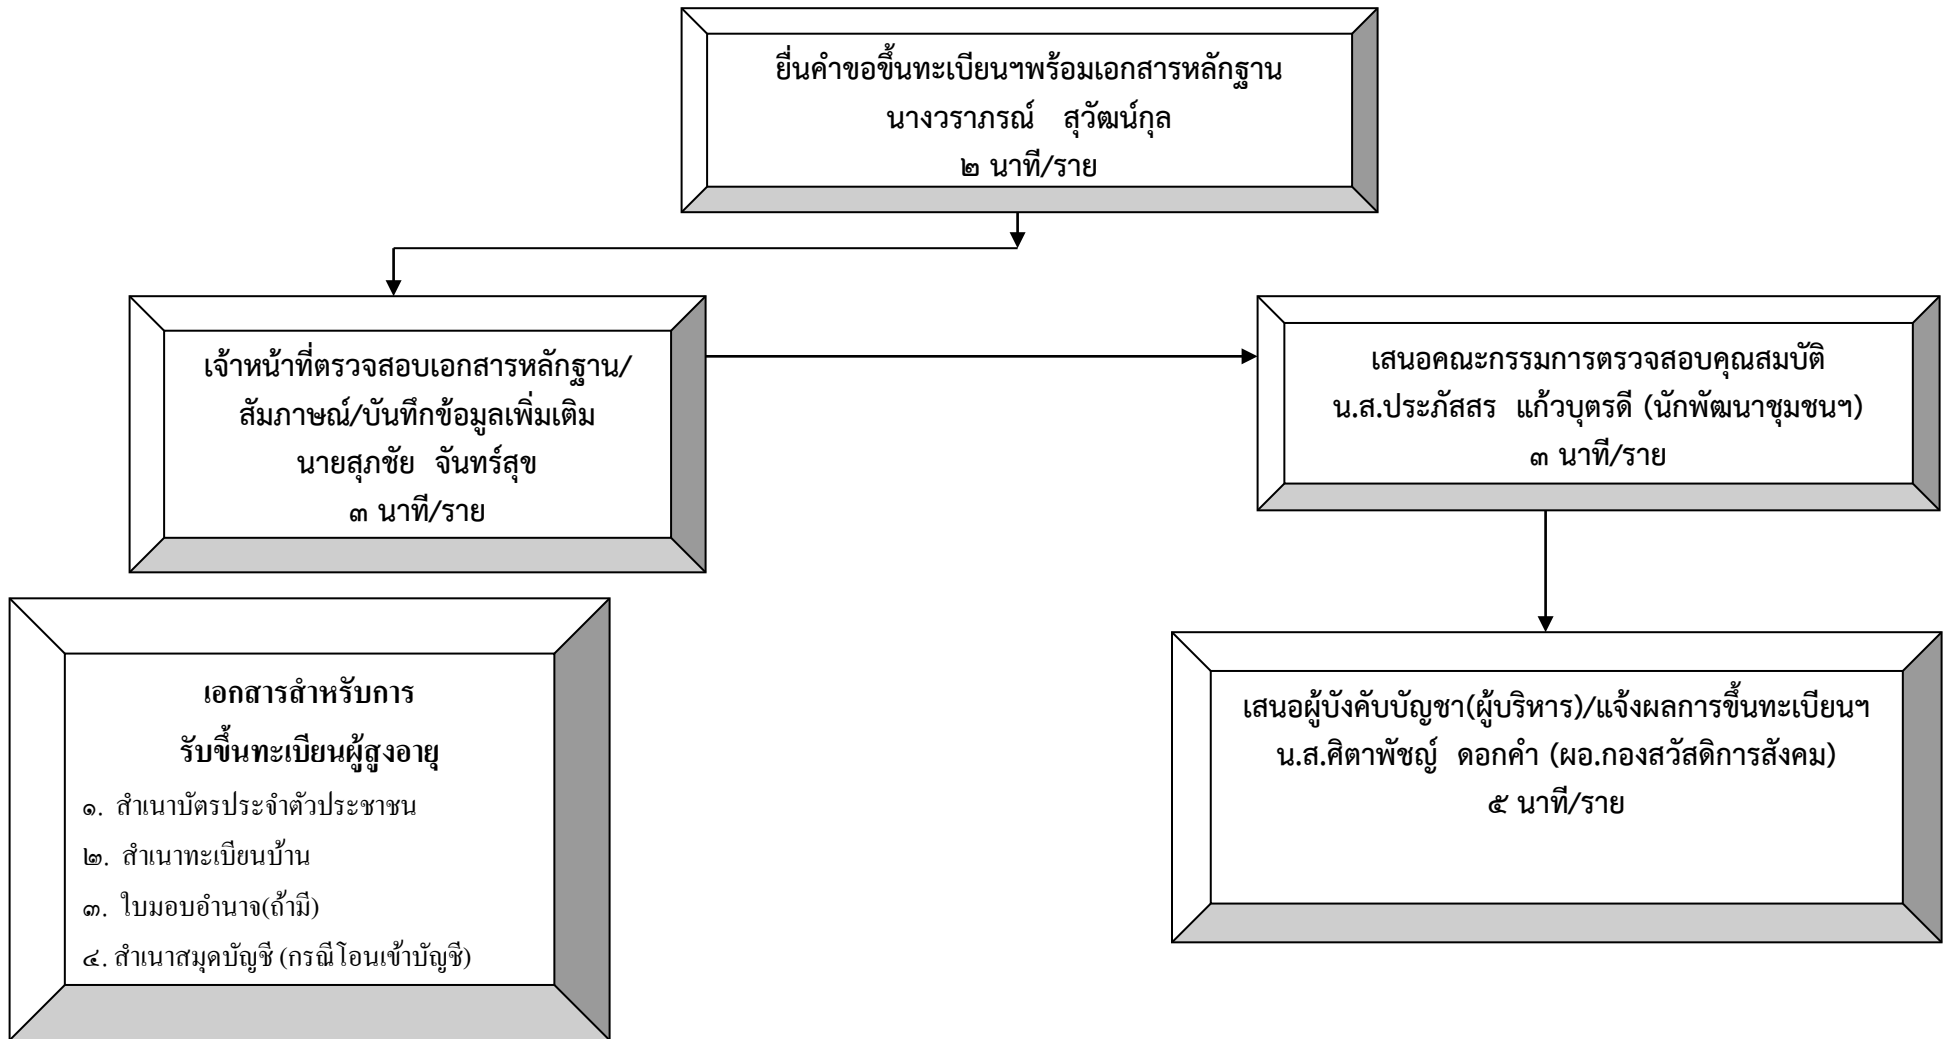 ยื่นคำขอขึ้นทะเบียนฯพร้อมเอกสารหลักฐาน
นางวราภรณ์ สุวัฒน์กุล
๒ นาที/ราย
เจ้าหน้าที่ตรวจสอบเอกสารหลักฐาน/
สัมภาษณ์/บันทึกข้อมูลเพิ่มเติม
นายสุภชัย จันทร์สุข
๓ นาที/ราย
เสนอคณะกรรมการตรวจสอบคุณสมบัติ
น.ส.ประภัสสร แก้วบุตรดี (นักพัฒนาชุมชนฯ)
๓ นาที/ราย
เอกสารสำหรับการ
รับขึ้นทะเบียนผู้สูงอายุ
๑. สำเนาบัตรประจำตัวประชาชน
๒. สำเนาทะเบียนบ้าน
๓. ใบมอบอำนาจ(ถ้ามี)
๔. สำเนาสมุดบัญชี (กรณีโอนเข้าบัญชี)
เสนอผู้บังคับบัญชา(ผู้บริหาร)/แจ้งผลการขึ้นทะเบียนฯ
น.ส.ศิตาพัชญ์ ดอกคำ (ผอ.กองสวัสดิการสังคม)
๕ นาที/ราย